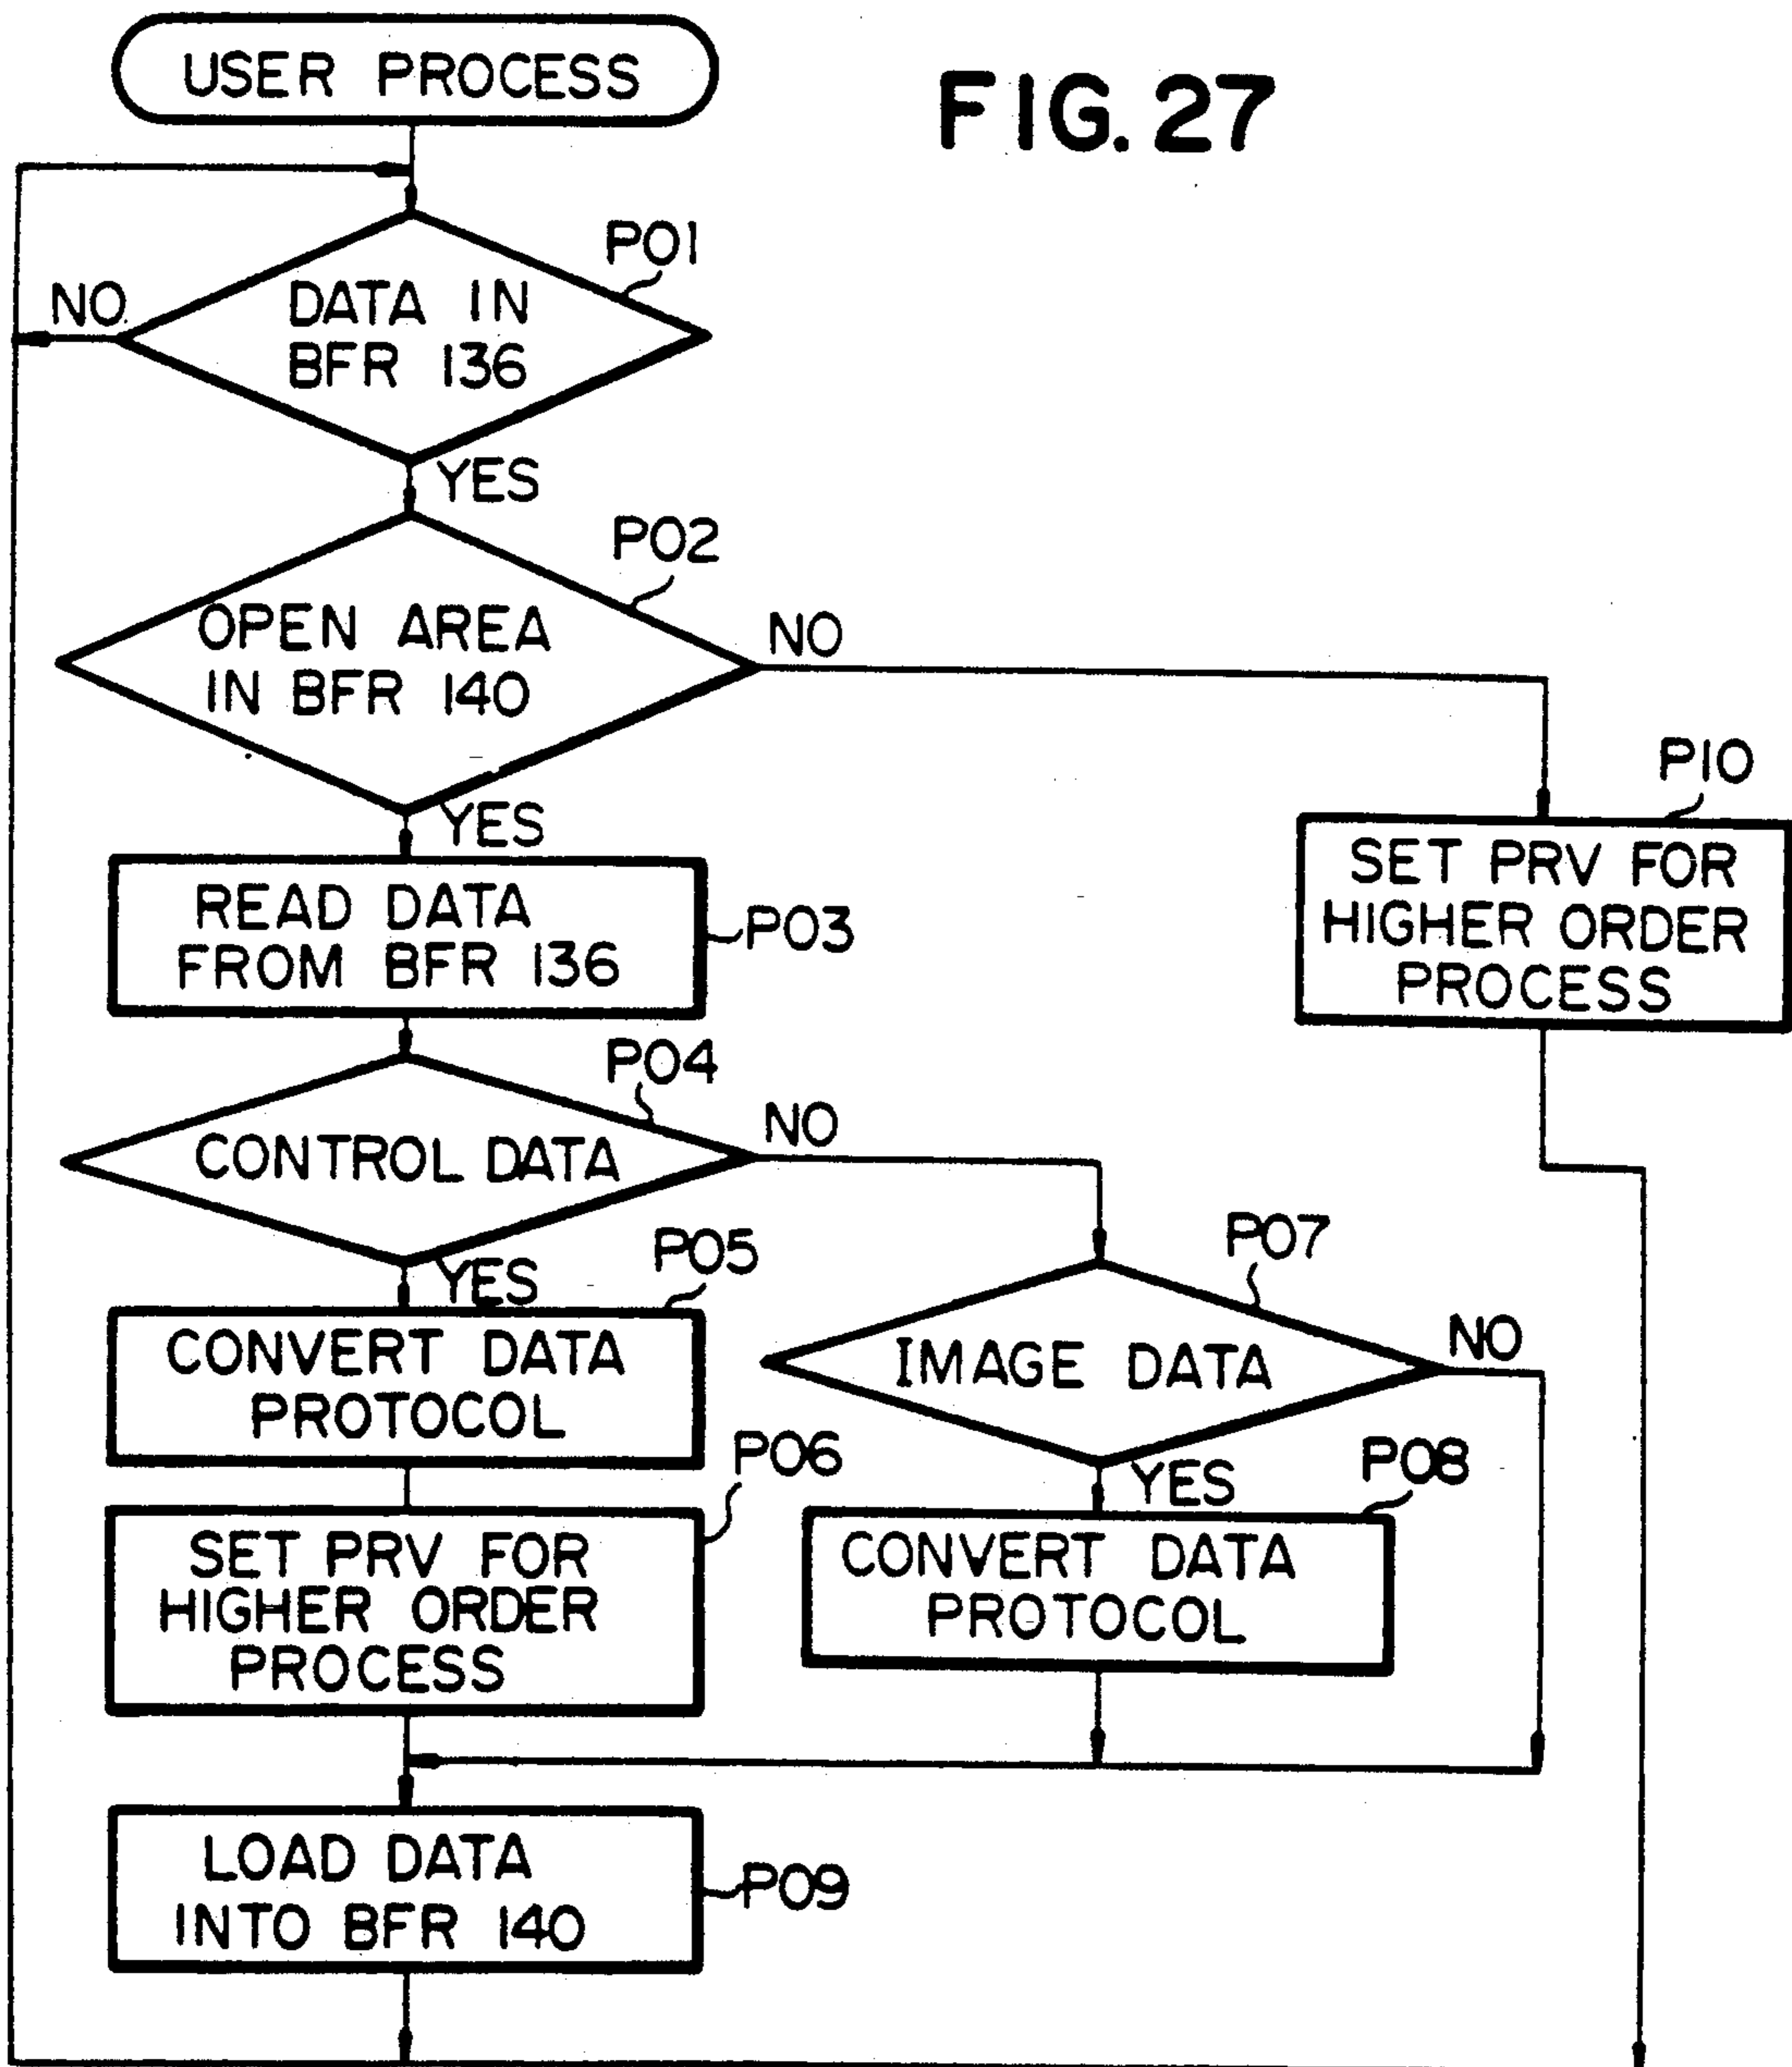 USER PROCESS
FIG. 27
P01
NO
DATA IN
BFR 136
YES
P02
OPEN AREA
IN BFR 140
NO
YES
P10
SET PRV FOR
HIGHER ORDER
PROCESS
READ DATA
FROM BFR 136
P03
P04
CONTROL DATA
NO
YES
P05
P07
CONVERT DATA
PROTOCOL
IMAGE DATA
NO
P06
YES
P08
SET PRV FOR
HIGHER ORDER
PROCESS
CONVERT DATA
PROTOCOL
LOAD DATA
INTO BFR 140
P09